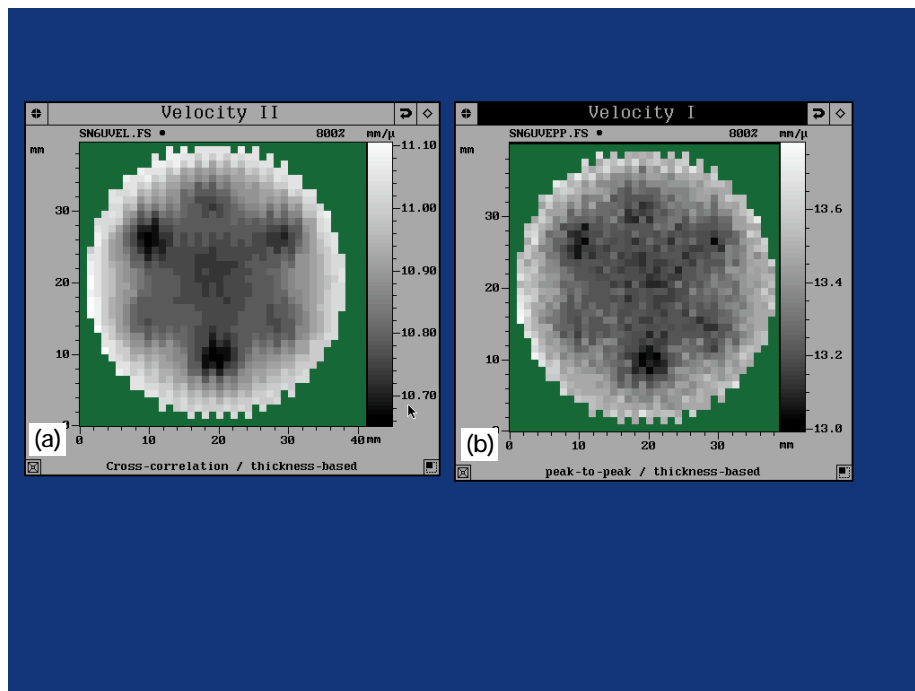 Velocity II
SN6UVEL.FS • 800% mm/μ
mm
11.10
11.00
10.90
10.80
10.70
30
20
10
0
0 10 20 30 40 mm
(a)
Cross-correlation / thickness-based
Velocity I
SN6UVEPP.FS • 800% mm/μ
mm
13.6
13.4
13.2
13.0
30
20
10
0 10 20 30 mm
(b)
peak-to-peak / thickness-based